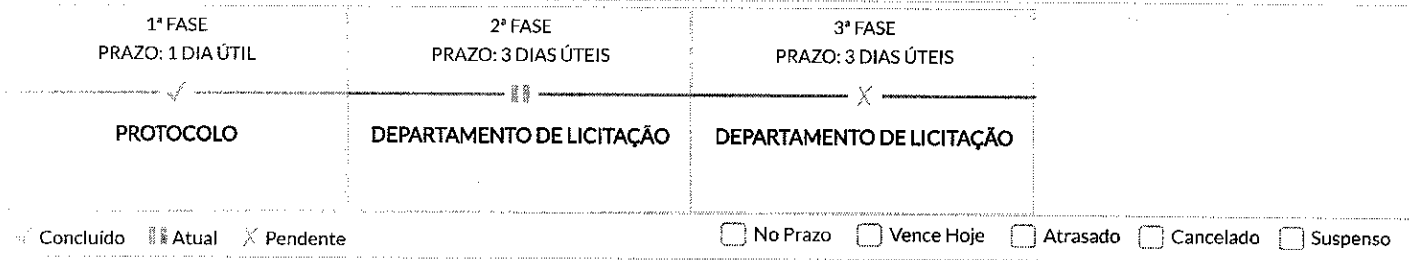 1ª FASE
PRAZO: 1 DIA ÚTIL
PROTOCOLO
2ª FASE
PRAZO: 3 DIAS ÚTEIS
DEPARTAMENTO DE LICITAÇÃO
3ª FASE
PRAZO: 3 DIAS ÚTEIS
DEPARTAMENTO DE LICITAÇÃO
Concluído Atual Pendente
No Prazo Vence Hoje Atrasado Cancelado Suspenso